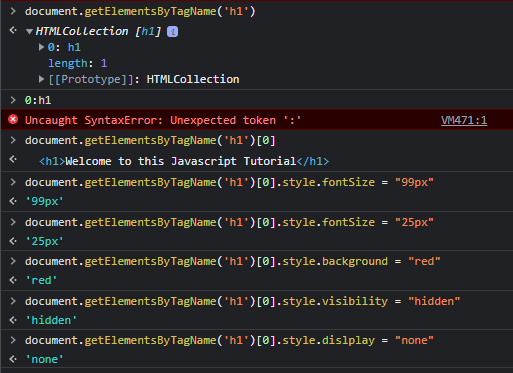 > document.getElementsByTagName('h1')
<· ▼ HTMLCollection [h1] i
▶ 0: h1
length: 1
▶ [[Prototype]]: HTMLCollection
> 0:h1
Uncaught SyntaxError: Unexpected token ':' VM471:1
> document.getElementsByTagName('h1')[0]
<· <h1>Welcome to this Javascript Tutorial</h1>
> document.getElementsByTagName('h1')[0].style.fontSize = "99px"
<· '99px'
> document.getElementsByTagName('h1')[0].style.fontSize = "25px"
<· '25px'
> document.getElementsByTagName('h1')[0].style.background = "red"
<· 'red'
> document.getElementsByTagName('h1')[0].style.visibility = "hidden"
<· 'hidden'
> document.getElementsByTagName('h1')[0].style.dislplay = "none"
<· 'none'